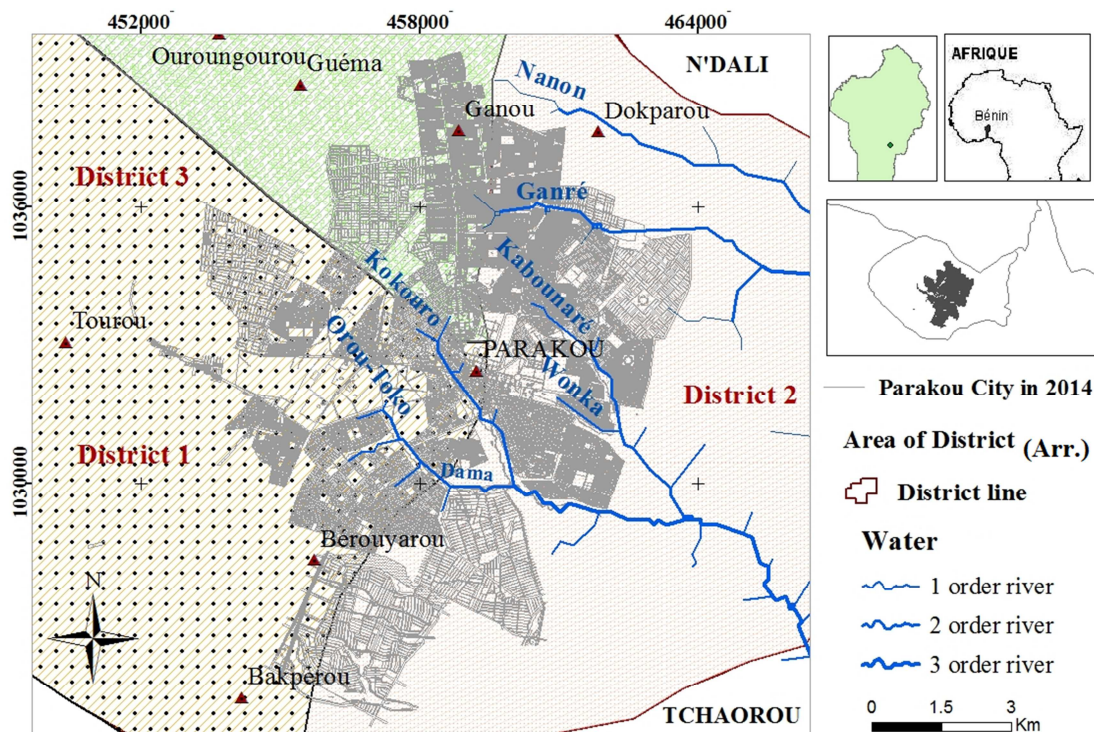 452000
458000
464000
Ouroungourou
Guéma
Ganou
Nanon
Dokparou
N'DALI
District 3
1036000
Ganré
Kokouro
Kabounaré
Tourou
Orou-Toko
PARAKOU
Wonka
District 2
District 1
Dama
1030000
Bérouyarou
N
Bakpérou
TCHAOROU
AFRIQUE
Bénin
Parakou City in 2014
Area of District (Arr.)
District line
Water
1 order river
2 order river
3 order river
0 1.5 3
Km